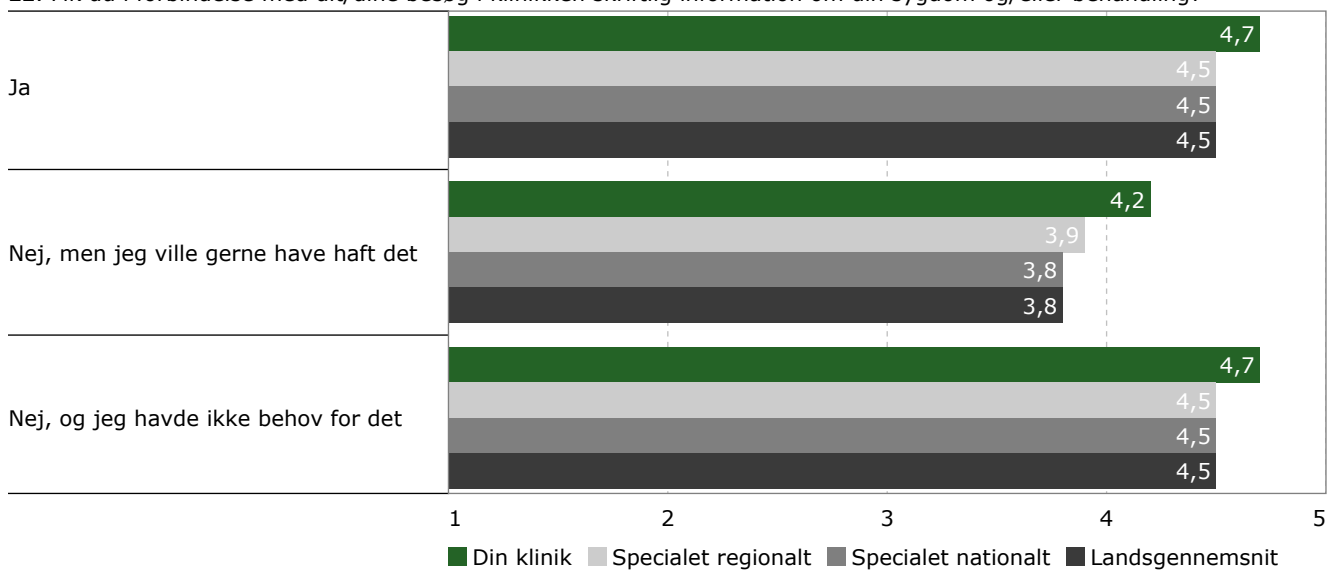 Ja
4,7
4,5
4,5
4,5
Nej, men jeg ville gerne have haft det
4,2
3,9
3,8
3,8
Nej, og jeg havde ikke behov for det
4,7
4,5
4,5
4,5
1 2 3 4 5
Din klinik Specialet regionalt Specialet nationalt Landsgennemsnit